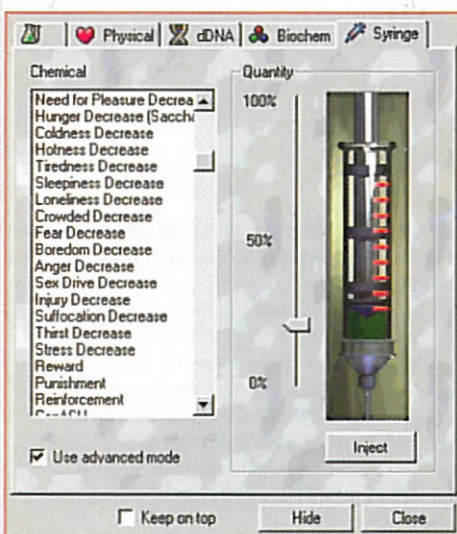 Physical dDNA Biochem Syringe
Chemical
Need for Pleasure Decrea
Hunger Decrease (Saccha
Coldness Decrease
Hotness Decrease
Tiredness Decrease
Sleepiness Decrease
Loneliness Decrease
Crowded Decrease
Fear Decrease
Boredom Decrease
Anger Decrease
Sex Drive Decrease
Injury Decrease
Suffocation Decrease
Thirst Decrease
Stress Decrease
Reward
Punishment
Reinforcement
Use advanced mode
Quantity
100%
50%
0%
Inject
Keep on top Hide Close